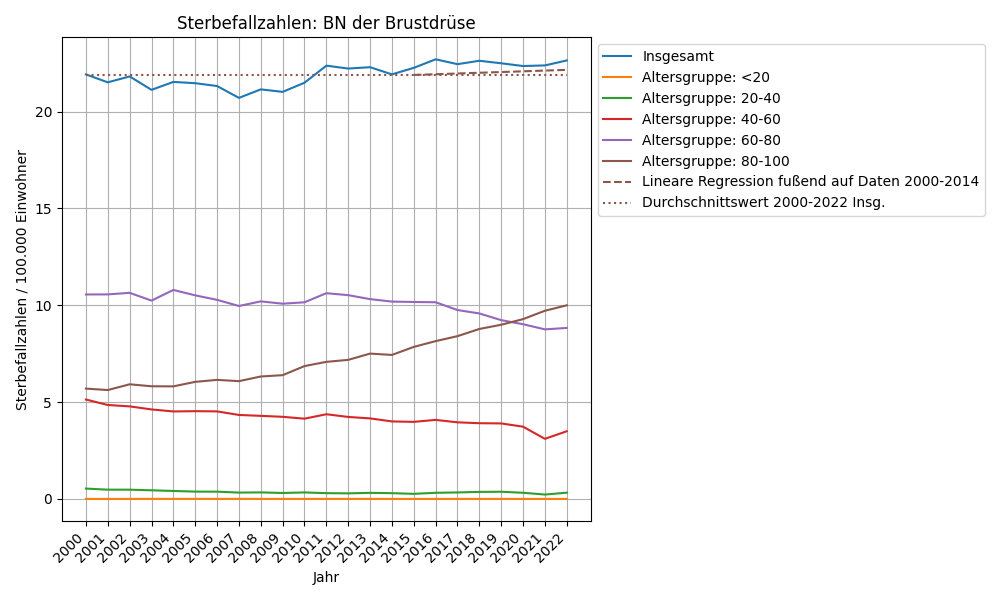 Sterbefallzahlen: BN der Brustdrüse
Sterbefallzahlen / 100.000 Einwohner
20
15
10
5
0
2000
2001
2002
2003
2004
2005
2006
2007
2008
2009
2010
2011
2012
2013
2014
2015
2016
2017
2018
2019
2020
2021
2022
Jahr
Insgesamt
Altersgruppe: <20
Altersgruppe: 20-40
Altersgruppe: 40-60
Altersgruppe: 60-80
Altersgruppe: 80-100
Lineare Regression fußend auf Daten 2000-2014
Durchschnittswert 2000-2022 Insg.